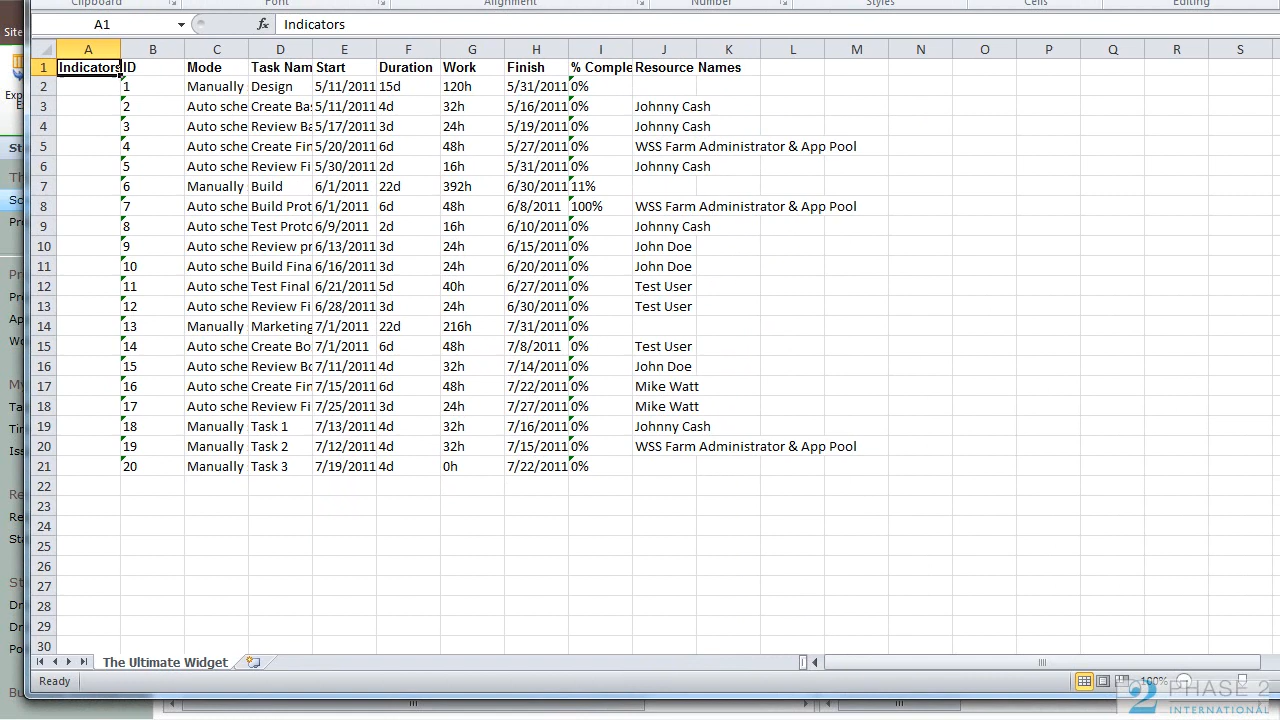 Clipboard Font Alignment Number Styles Cells Editing
A1 fx Indicators
Site
A B C D E F G H I J K L M N O P Q R S
1 Indicators ID Mode Task Nam Start Duration Work Finish % Comple Resource Names
2 1 Manually Design 5/11/2011 15d 120h 5/31/2011 0%
3 2 Auto sche Create Bas 5/11/2011 4d 32h 5/16/2011 0% Johnny Cash
4 3 Auto sche Review Ba 5/17/2011 3d 24h 5/19/2011 0% Johnny Cash
5 4 Auto sche Create Fin 5/20/2011 6d 48h 5/27/2011 0% WSS Farm Administrator & App Pool
6 5 Auto sche Review Fi 5/30/2011 2d 16h 5/31/2011 0% Johnny Cash
7 6 Manually Build 6/1/2011 22d 392h 6/30/2011 11%
8 7 Auto sche Build Prot 6/1/2011 6d 48h 6/8/2011 100% WSS Farm Administrator & App Pool
9 8 Auto sche Test Proto 6/9/2011 2d 16h 6/10/2011 0% Johnny Cash
10 9 Auto sche Review pr 6/13/2011 3d 24h 6/15/2011 0% John Doe
11 10 Auto sche Build Fina 6/16/2011 3d 24h 6/20/2011 0% John Doe
12 11 Auto sche Test Final 6/21/2011 5d 40h 6/27/2011 0% Test User
13 12 Auto sche Review Fi 6/28/2011 3d 24h 6/30/2011 0% Test User
14 13 Manually Marketing 7/1/2011 22d 216h 7/31/2011 0%
15 14 Auto sche Create Bo 7/1/2011 6d 48h 7/8/2011 0% Test User
16 15 Auto sche Review Bo 7/11/2011 4d 32h 7/14/2011 0% John Doe
17 16 Auto sche Create Fin 7/15/2011 6d 48h 7/22/2011 0% Mike Watt
18 17 Auto sche Review Fi 7/25/2011 3d 24h 7/27/2011 0% Mike Watt
19 18 Manually Task 1 7/13/2011 4d 32h 7/16/2011 0% Johnny Cash
20 19 Manually Task 2 7/12/2011 4d 32h 7/15/2011 0% WSS Farm Administrator & App Pool
21 20 Manually Task 3 7/19/2011 4d 0h 7/22/2011 0%
22
23
24
25
26
27
28
29
30
The Ultimate Widget
Ready 100%
2 PHASE 2
INTERNATIONAL